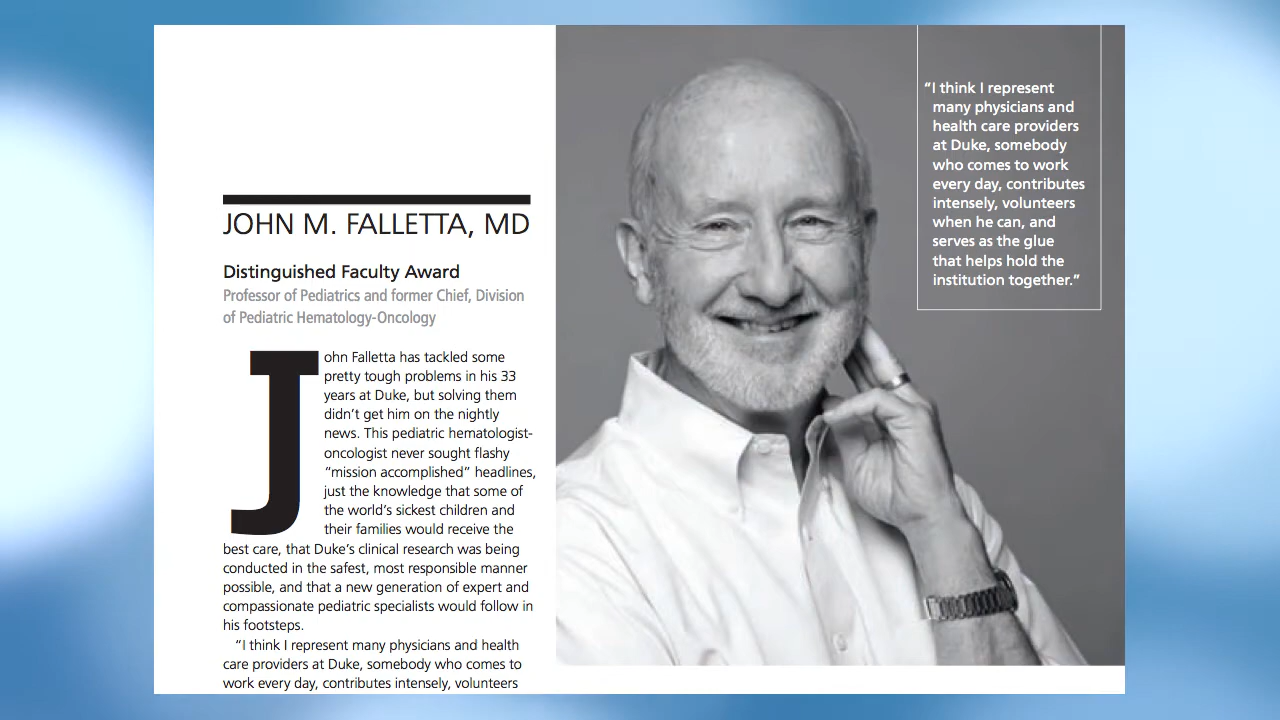 JOHN M. FALLETTA, MD
Distinguished Faculty Award
Professor of Pediatrics and former Chief, Division
of Pediatric Hematology-Oncology
John Falletta has tackled some
pretty tough problems in his 33
years at Duke, but solving them
didn’t get him on the nightly
news. This pediatric hematologist-
oncologist never sought flashy
“mission accomplished” headlines,
just the knowledge that some of
the world’s sickest children and
their families would receive the
best care, that Duke’s clinical research was being
conducted in the safest, most responsible manner
possible, and that a new generation of expert and
compassionate pediatric specialists would follow in
his footsteps.
“I think I represent many physicians and health
care providers at Duke, somebody who comes to
work every day, contributes intensely, volunteers
“I think I represent
many physicians and
health care providers
at Duke, somebody
who comes to work
every day, contributes
intensely, volunteers
when he can, and
serves as the glue
that helps hold the
institution together.”